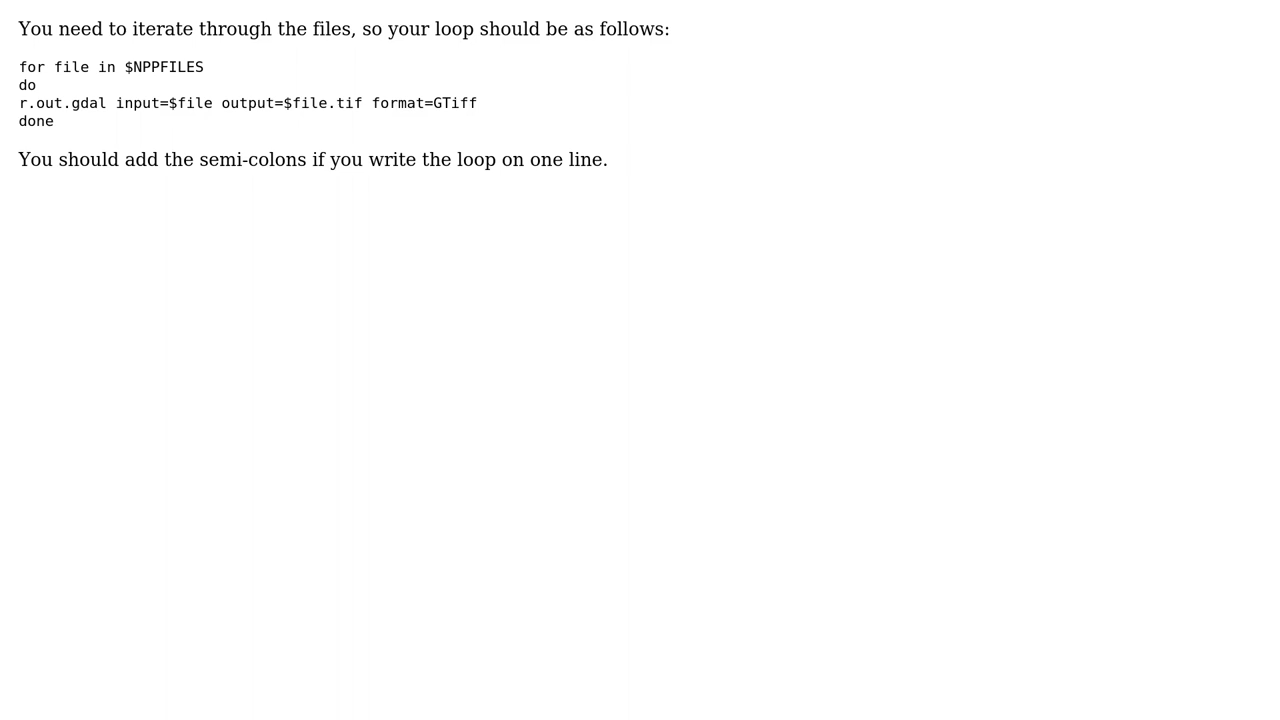 You need to iterate through the files, so your loop should be as follows:
for file in $NPPFILES
do
r.out.gdal input=$file output=$file.tif format=GTiff
done
You should add the semi-colons if you write the loop on one line.